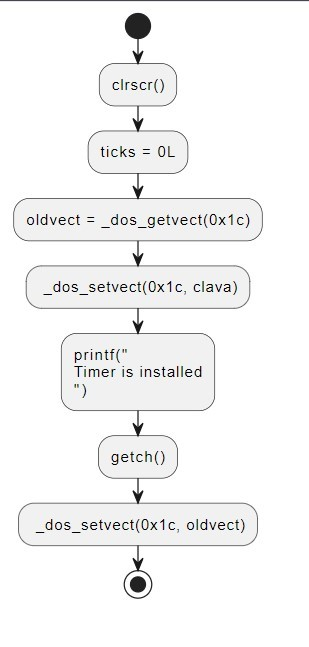 clrscr()
ticks = 0L
oldvect = _dos_getvect(0x1c)
_dos_setvect(0x1c, clava)
printf("
Timer is installed
")
getch()
_dos_setvect(0x1c, oldvect)